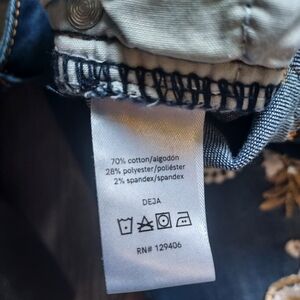 70% cotton/algodón
28% polyester/poliéster
2% spandex/spandex
DEJA
RN# 129406